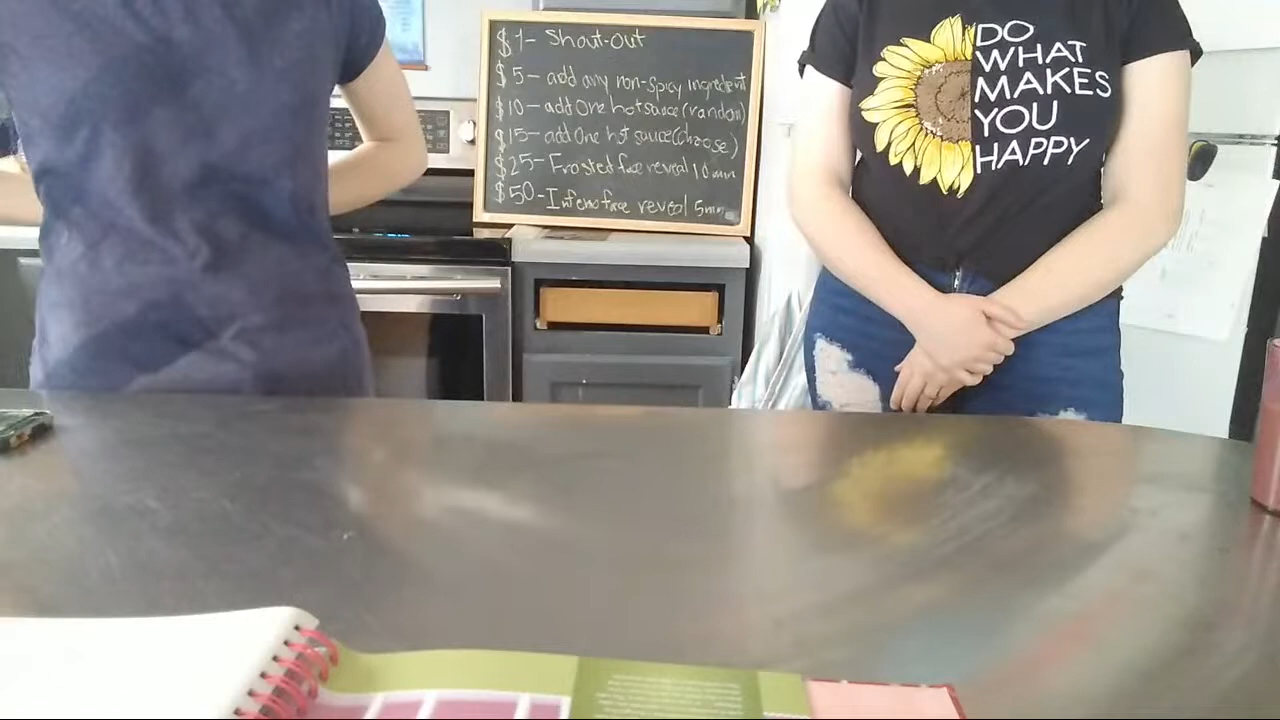 $1- Shout-out
$5- add any non-spicy ingredient
$10- add One hot sauce (random)
$15- add One hot sauce (choose)
$25- Frosted face reveal 10 min
$50- Inferno face reveal 5 min
DO
WHAT
MAKES
YOU
HAPPY